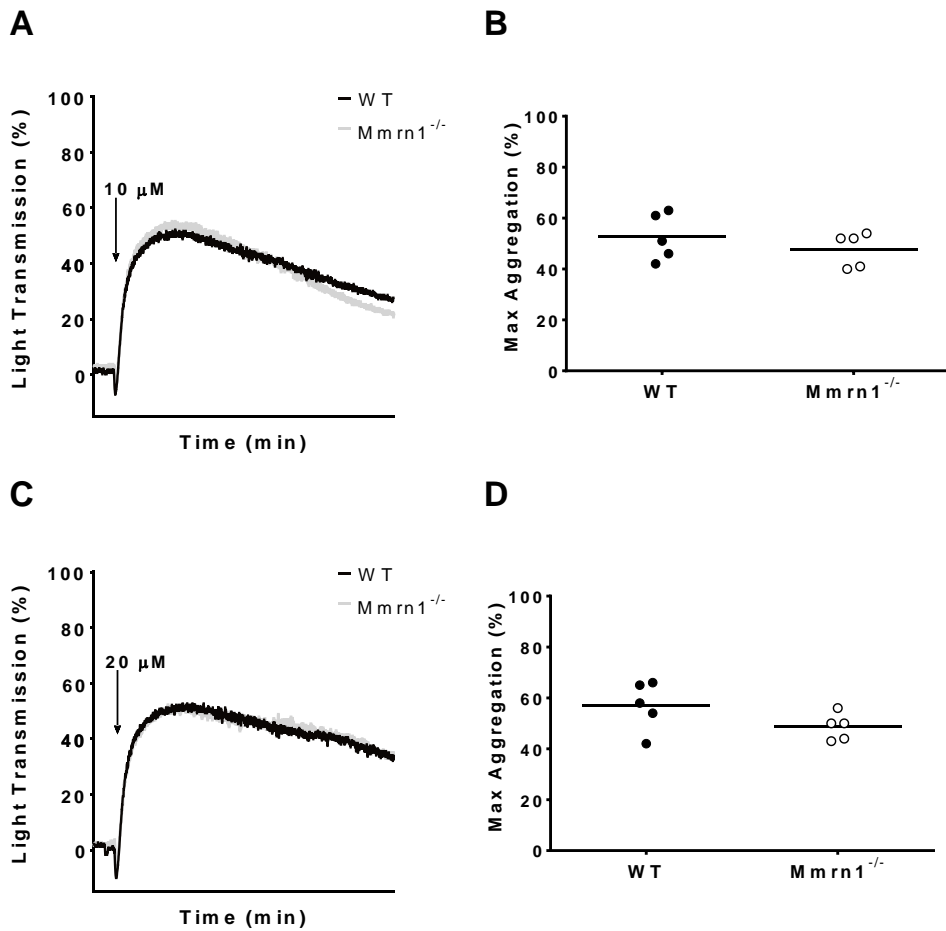 A
B
100
80
60
40
20
0
Light Transmission (%)
10 µM
WT
Mmrn1-/-
Time (min)
100
80
60
40
20
0
Max Aggregation (%)
WT
Mmrn1-/-
C
D
100
80
60
40
20
0
Light Transmission (%)
20 µM
WT
Mmrn1-/-
Time (min)
100
80
60
40
20
0
Max Aggregation (%)
WT
Mmrn1-/-